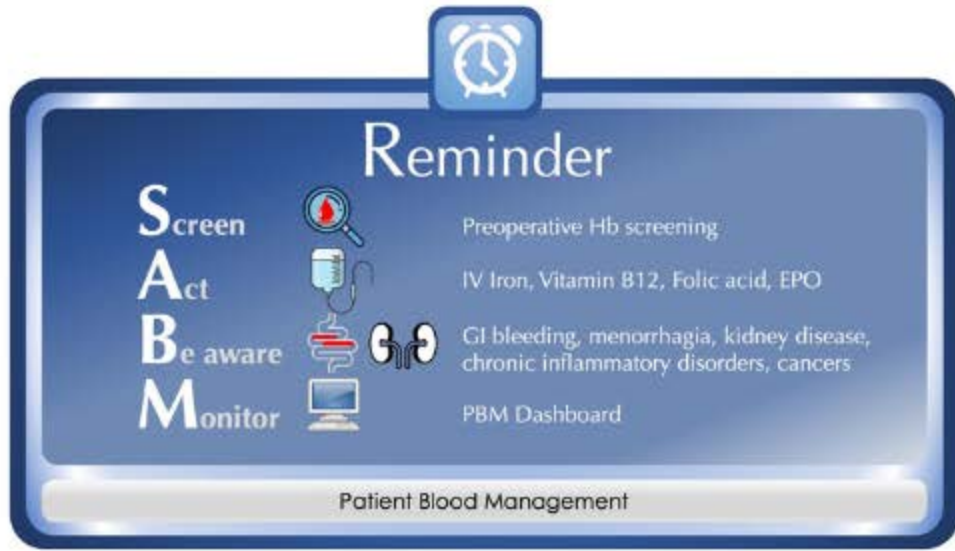 Reminder
Screen
Preoperative Hb screening
Act
IV Iron, Vitamin B12, Folic acid, EPO
Be aware
GI bleeding, menorrhagia, kidney disease,
chronic inflammatory disorders, cancers
Monitor
PBM Dashboard
Patient Blood Management